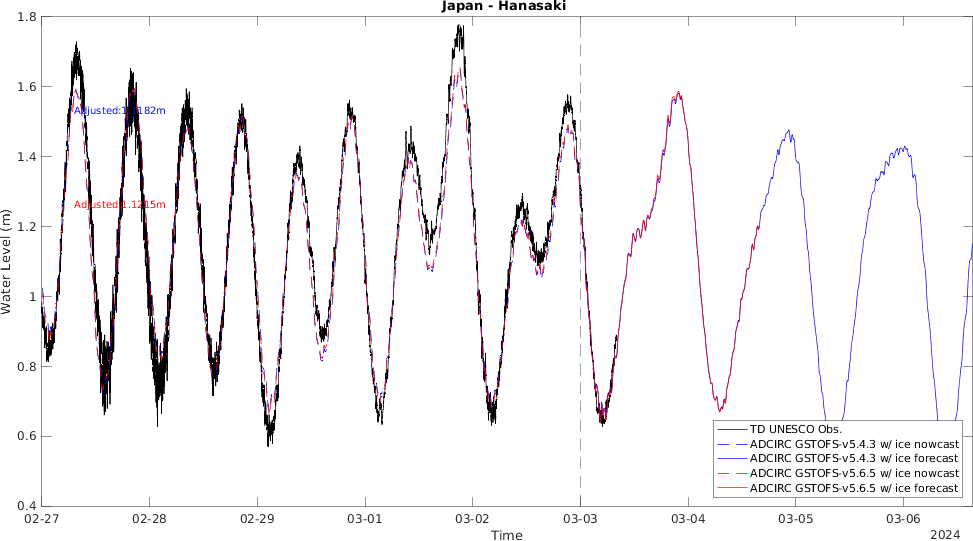 Japan - Hanasaki
1.8
1.6
1.4
1.2
1
0.8
0.6
0.4
Water Level (m)
Adjusted:1.1182m
Adjusted:1.1215m
TD UNESCO Obs.
ADCIRC GSTOFS-v5.4.3 w/ ice nowcast
ADCIRC GSTOFS-v5.4.3 w/ ice forecast
ADCIRC GSTOFS-v5.6.5 w/ ice nowcast
ADCIRC GSTOFS-v5.6.5 w/ ice forecast
02-27 02-28 02-29 03-01 03-02 03-03 03-04 03-05 03-06
Time
2024